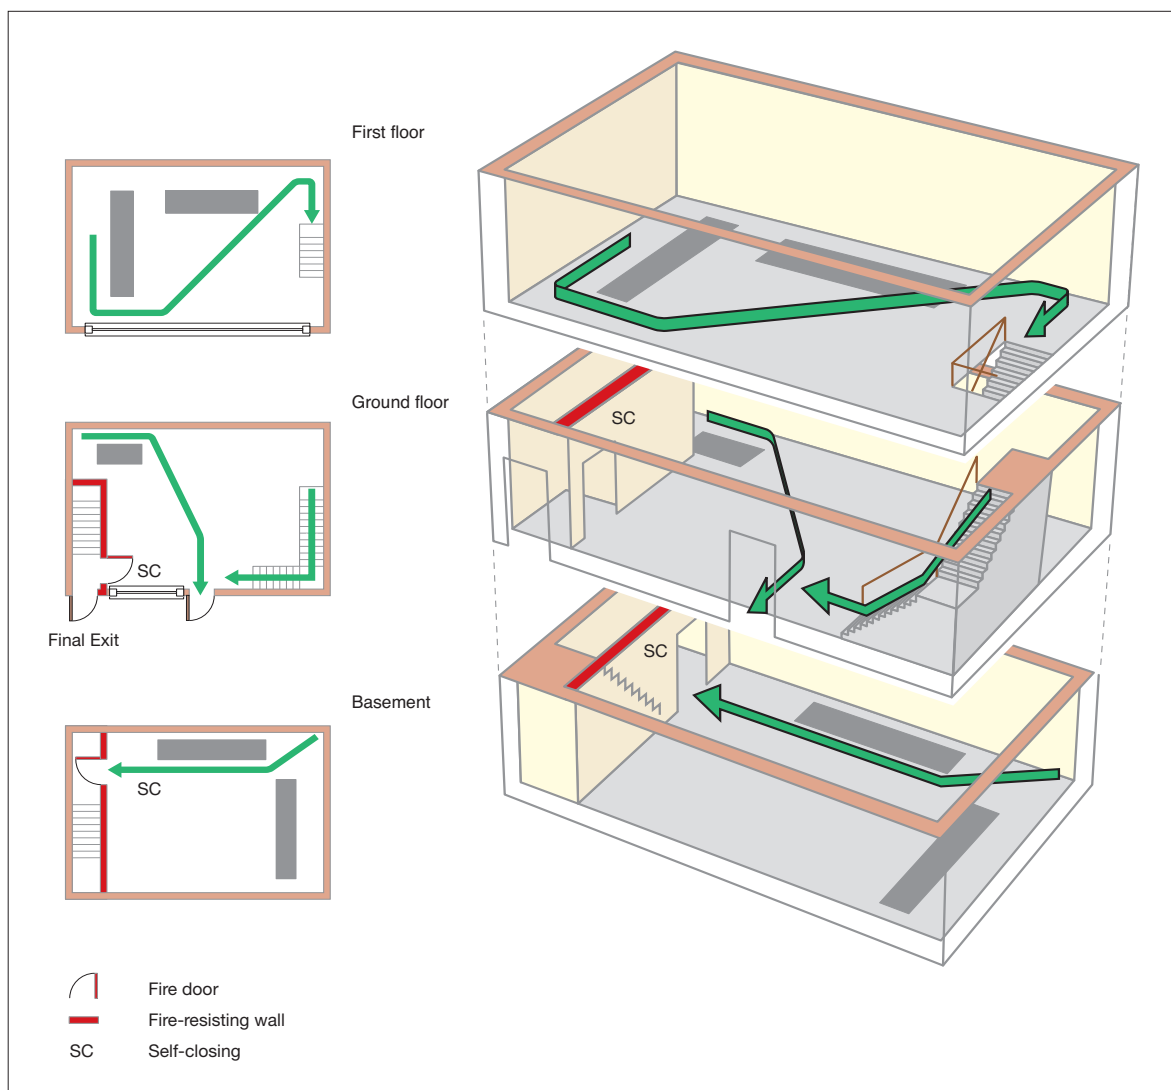 First floor
Ground floor
SC
SC
Final Exit
SC
Basement
SC
Fire door
Fire-resisting wall
SC Self-closing